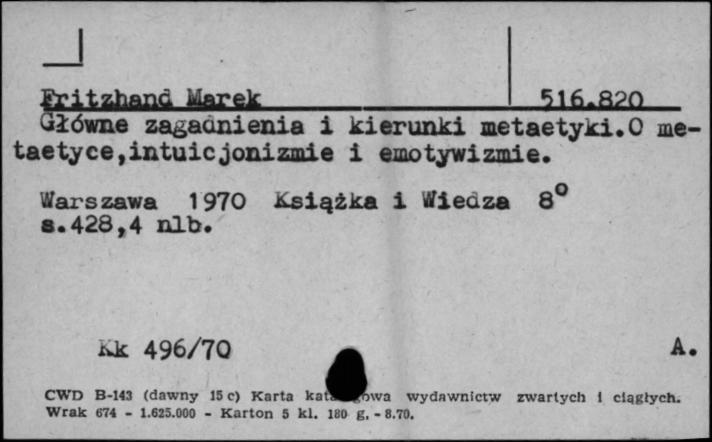 Fritzhand Marek 516.820
Główne zagadnienia i kierunki metaetyki.O me-
taetyce,intuicjonizmie i emotywizmie.
Warszawa 1970 Książka i Wiedza 8°
s.428,4 nlb.
Kk 496/70 A.
CWD B-143 (dawny 15 c) Karta katalogowa wydawnictw zwartych i ciągłych.
Wrak 674 - 1.625.000 - Karton 5 kl. 180 g. - 8.70.